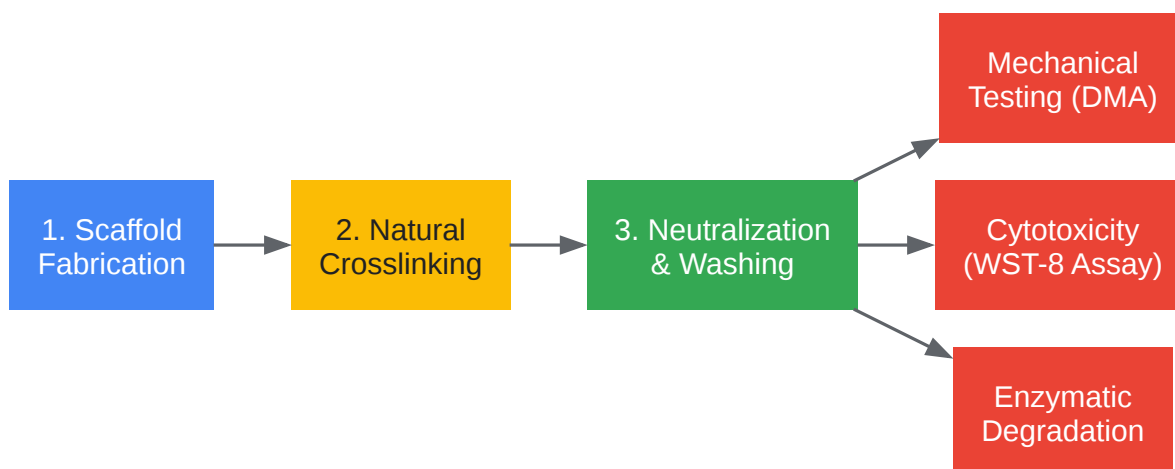 1. Scaffold
Fabrication
2. Natural
Crosslinking
3. Neutralization
& Washing
Mechanical
Testing (DMA)
Cytotoxicity
(WST-8 Assay)
Enzymatic
Degradation